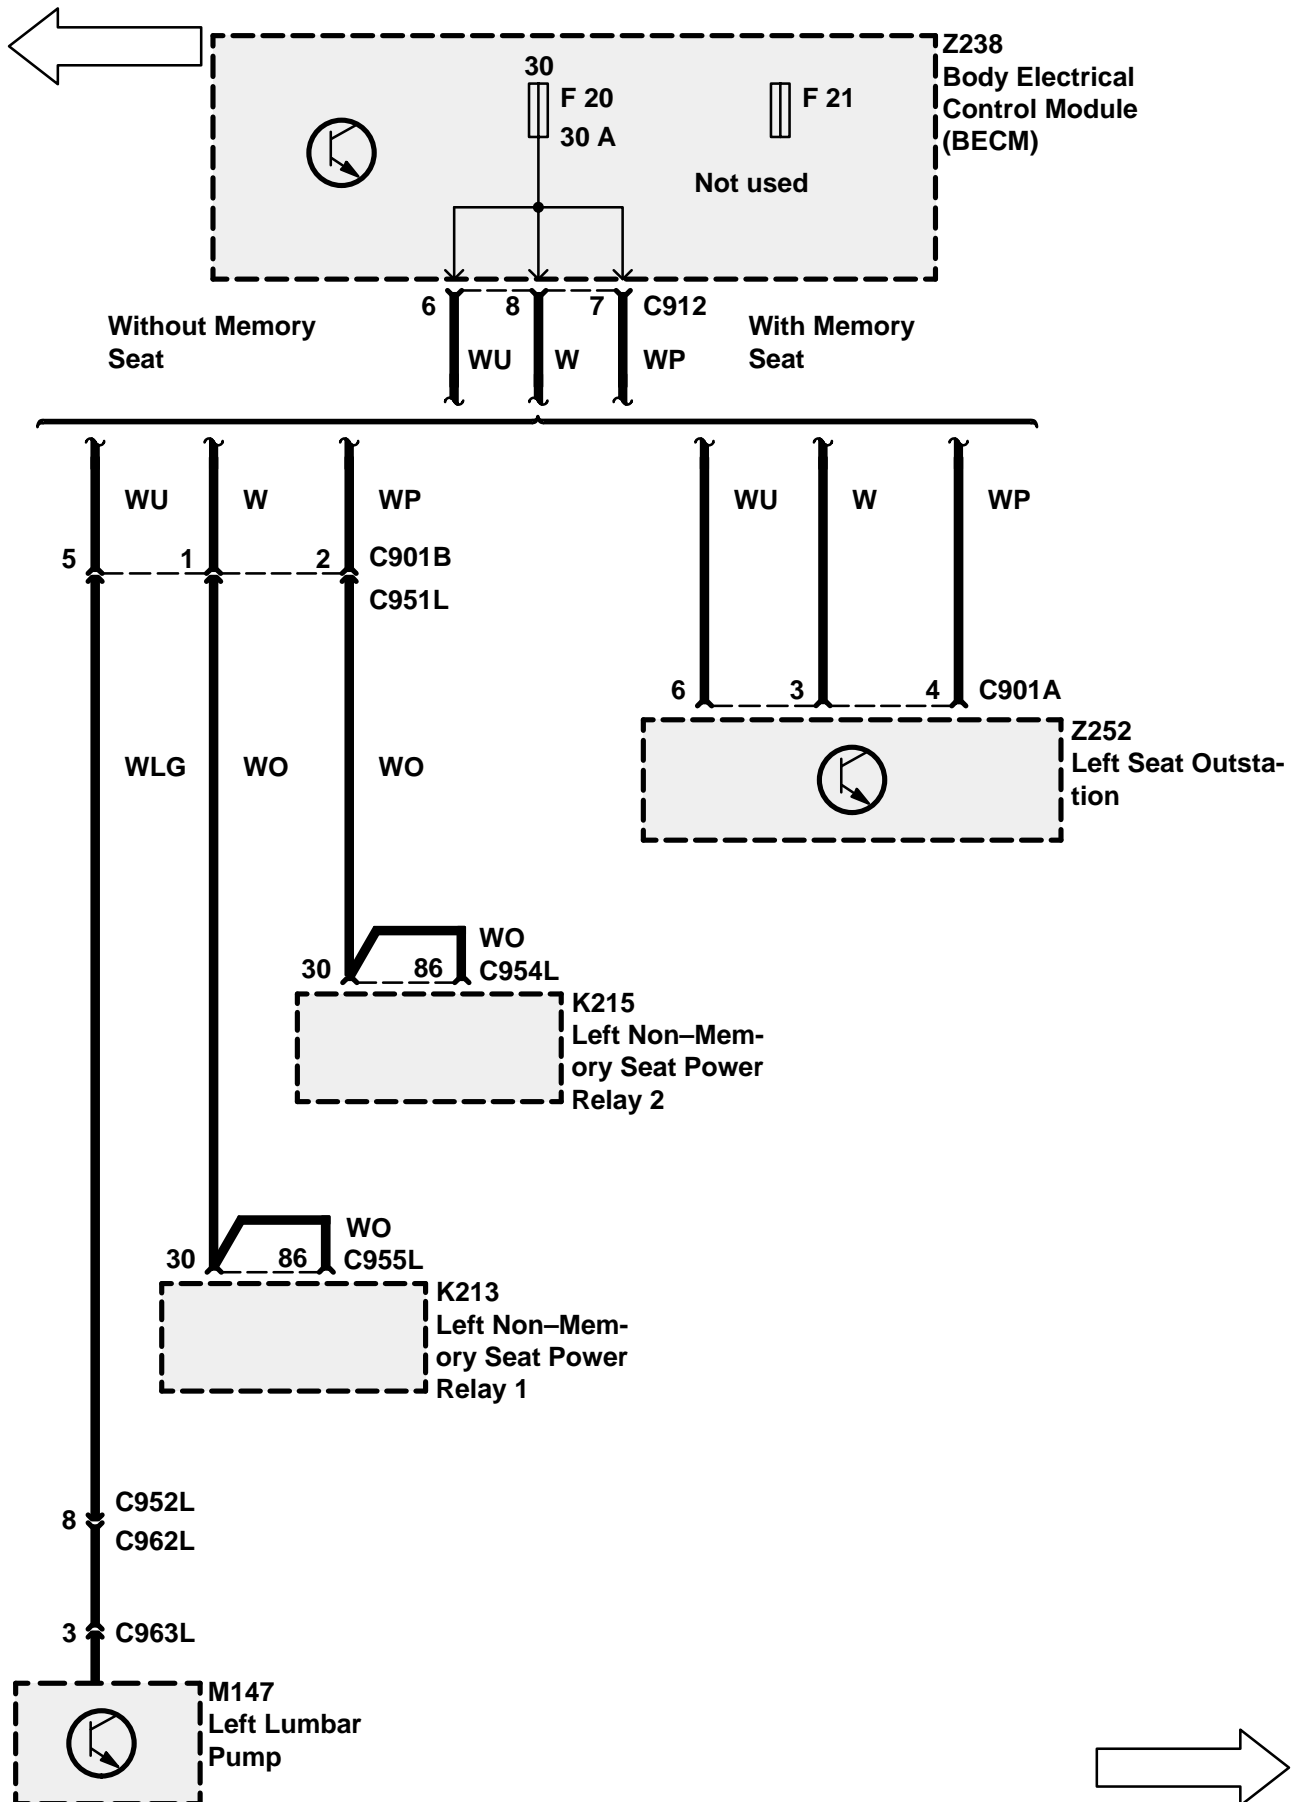 Z238
Body Electrical
Control Module
(BECM)
30
F 20
30 A
F 21
Not used
6
8
7
C912
Without Memory
Seat
With Memory
Seat
WU
W
WP
WU
W
WP
WU
W
WP
5
1
2
C901B
C951L
6
3
4
C901A
Z252
Left Seat Outsta-
tion
WLG
WO
WO
WO
30
86
C954L
K215
Left Non–Mem-
ory Seat Power
Relay 2
WO
30
86
C955L
K213
Left Non–Mem-
ory Seat Power
Relay 1
C952L
8
C962L
3
C963L
M147
Left Lumbar
Pump